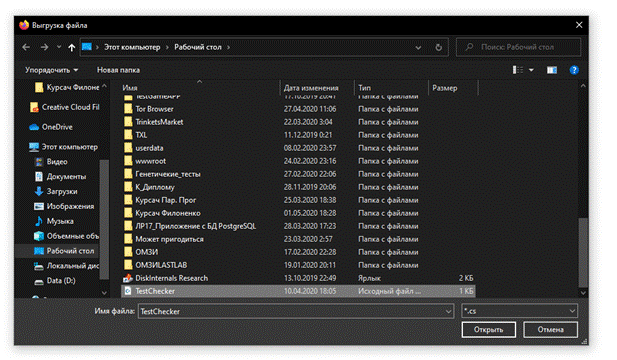 Выгрузка файла
Этот компьютер > Рабочий стол >
Поиск: Рабочий стол
Упорядочить Новая папка
Имя Дата изменения Тип Размер
Курсач Филоне
Creative Cloud Fil
OneDrive
Этот компьютер
Видео
Документы
Загрузки
Изображения
Музыка
Объемные объ
Рабочий стол
Локальный дис
Data (D:)
TestGameAPP 17.10.2019 20:41 Папка с файлами
Tor Browser 27.04.2020 11:06 Папка с файлами
TrinketsMarket 22.03.2020 3:04 Папка с файлами
TXL 11.12.2019 0:21 Папка с файлами
userdata 08.02.2020 23:57 Папка с файлами
wwwroot 24.02.2020 23:16 Папка с файлами
Генетичекие_тесты 27.02.2020 22:06 Папка с файлами
К_Диплому 28.11.2019 20:06 Папка с файлами
Курсач Пар. Прог 25.03.2020 18:38 Папка с файлами
Курсач Филоненко 01.05.2020 18:28 Папка с файлами
ЛР17_Приложение с БД PostgreSQL 28.03.2020 17:23 Папка с файлами
Может пригодиться 23.03.2020 2:57 Папка с файлами
ОМЗИ 17.02.2020 22:28 Папка с файлами
ОМЗИLASTLAB 19.01.2020 20:11 Папка с файлами
DiskInternals Research 13.10.2019 22:49 Ярлык 2 КБ
TestChecker 10.04.2020 18:05 Исходный файл ... 1 КБ
Имя файла: TestChecker *.cs
Открыть Отмена